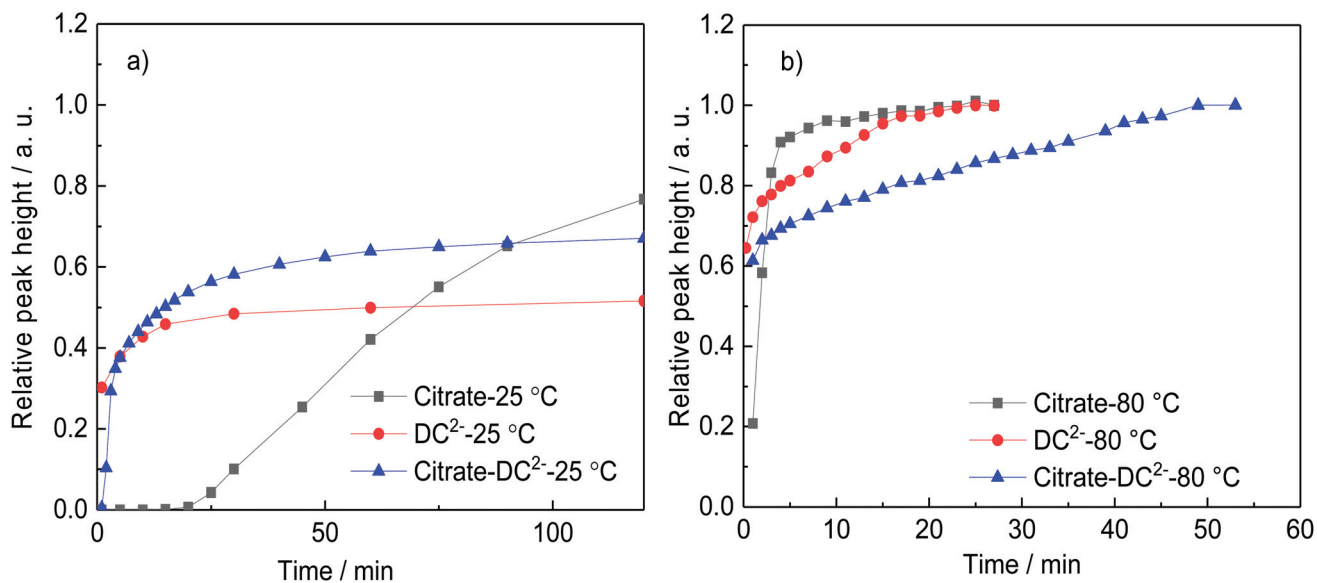 a)
Relative peak height / a. u.
1.2
1.0
0.8
0.6
0.4
0.2
0.0
0
50
100
Time / min
Citrate-25 °C
DC²⁻-25 °C
Citrate-DC²⁻-25 °C
b)
Relative peak height / a. u.
1.2
1.0
0.8
0.6
0.4
0.2
0.0
0
10
20
30
40
50
60
Time / min
Citrate-80 °C
DC²⁻-80 °C
Citrate-DC²⁻-80 °C